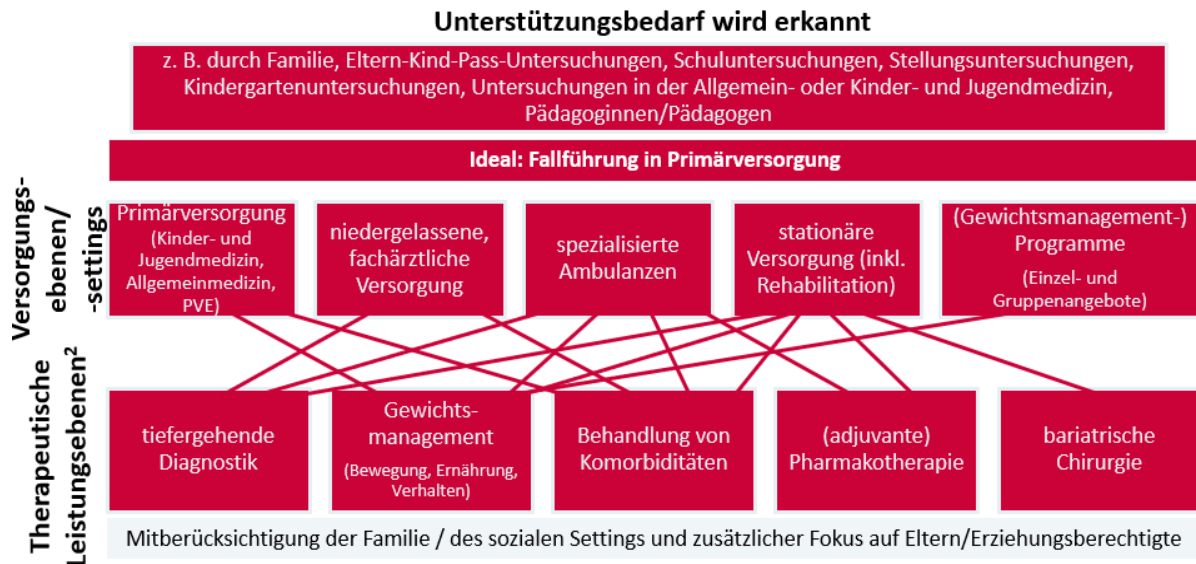 Unterstützungsbedarf wird erkannt
z. B. durch Familie, Eltern-Kind-Pass-Untersuchungen, Schuluntersuchungen, Stellungsuntersuchungen,
Kindergartenuntersuchungen, Untersuchungen in der Allgemein- oder Kinder- und Jugendmedizin,
Pädagoginnen/Pädagogen
Ideal: Fallführung in Primärversorgung
Versorgungs-
ebenen/
-settings
Primärversorgung
(Kinder- und
Jugendmedizin,
Allgemeinmedizin,
PVE)
niedergelassene,
fachärztliche
Versorgung
spezialisierte
Ambulanzen
stationäre
Versorgung (inkl.
Rehabilitation)
(Gewichtsmanagement-)
Programme
(Einzel- und
Gruppenangebote)
Therapeutische
Leistungsebenen²
tiefergehende
Diagnostik
Gewichts-
management
(Bewegung, Ernährung,
Verhalten)
Behandlung von
Komorbiditäten
(adjuvante)
Pharmakotherapie
bariatrische
Chirurgie
Mitberücksichtigung der Familie / des sozialen Settings und zusätzlicher Fokus auf Eltern/Erziehungsberechtigte